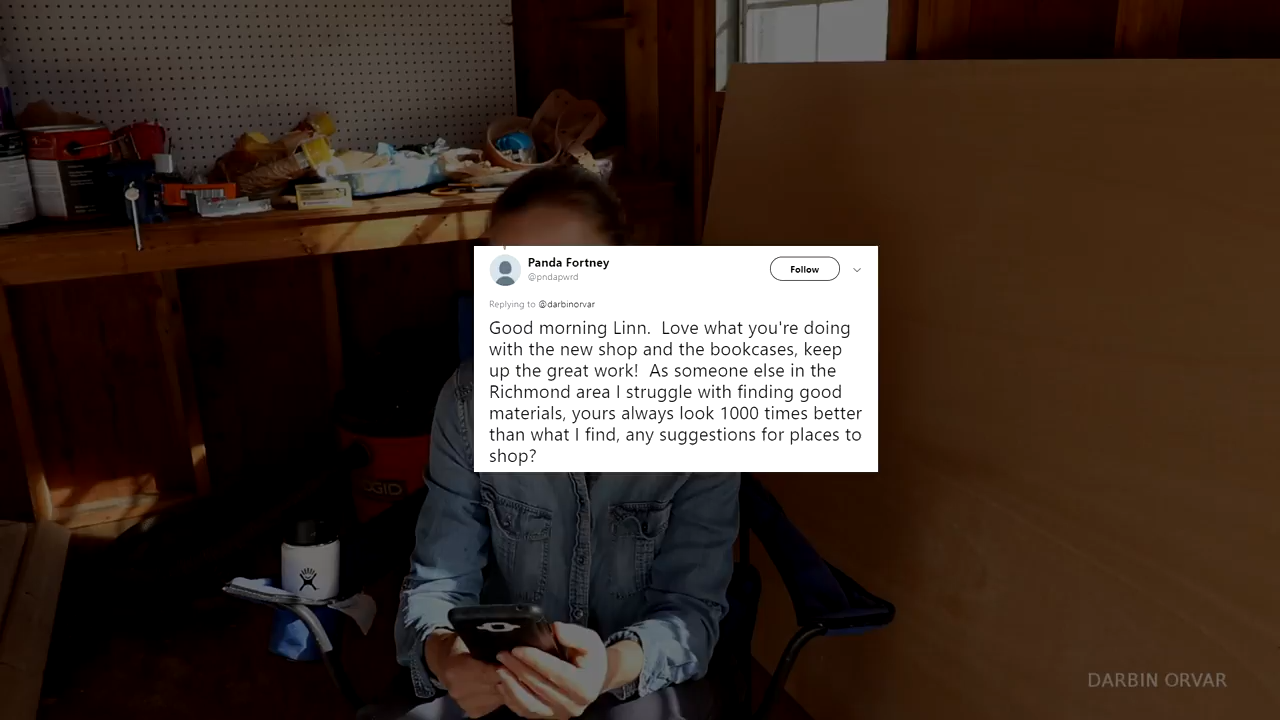 Panda Fortney
@pndapwrd
Follow
Replying to @darbinorvar
Good morning Linn.  Love what you're doing
with the new shop and the bookcases, keep
up the great work!  As someone else in the
Richmond area I struggle with finding good
materials, yours always look 1000 times better
than what I find, any suggestions for places to
shop?
DARBIN ORVAR